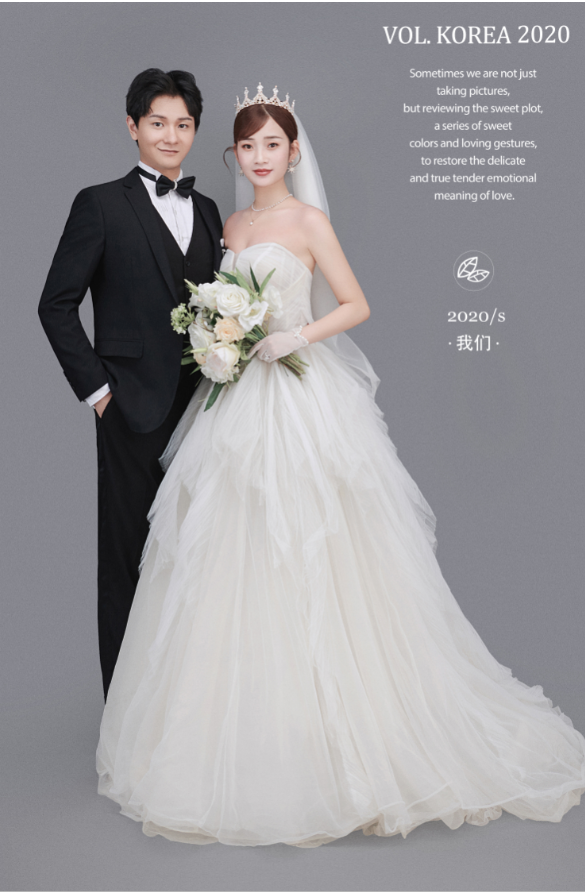 VOL. KOREA 2020
Sometimes we are not just
taking pictures,
but reviewing the sweet plot,
a series of sweet
colors and loving gestures,
to restore the delicate
and true tender emotional
meaning of love.
2020/s
·我们·